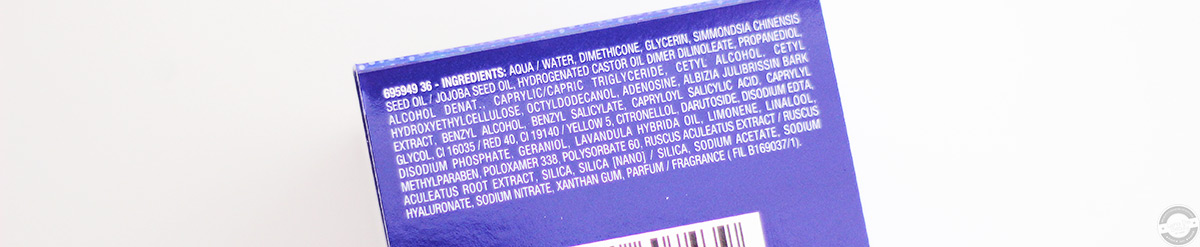 695949 36 - INGREDIENTS: AQUA / WATER, DIMETHICONE, GLYCERIN, SIMMONDSIA CHINENSIS
SEED OIL / JOJOBA SEED OIL, HYDROGENATED CASTOR OIL DIMER DILINOLEATE, PROPANEDIOL,
ALCOHOL DENAT., CAPRYLIC/CAPRIC TRIGLYCERIDE, CETYL ALCOHOL, CETYL
HYDROXYETHYLCELLULOSE, OCTYLDODECANOL, ADENOSINE, ALBIZIA JULIBRISSIN BARK
EXTRACT, BENZYL ALCOHOL, BENZYL SALICYLATE, CAPRYLOYL SALICYLIC ACID, CAPRYLYL
GLYCOL, CI 16035 / RED 40, CI 19140 / YELLOW 5, CITRONELLOL, DARUTOSIDE, DISODIUM EDTA,
DISODIUM PHOSPHATE, GERANIOL, LAVANDULA HYBRIDA OIL, LIMONENE, LINALOOL,
METHYLPARABEN, POLOXAMER 338, POLYSORBATE 60, RUSCUS ACULEATUS EXTRACT / RUSCUS
ACULEATUS ROOT EXTRACT, SILICA, SILICA [NANO] / SILICA, SODIUM ACETATE, SODIUM
HYALURONATE, SODIUM NITRATE, XANTHAN GUM, PARFUM / FRAGRANCE ( FIL B169037/1).